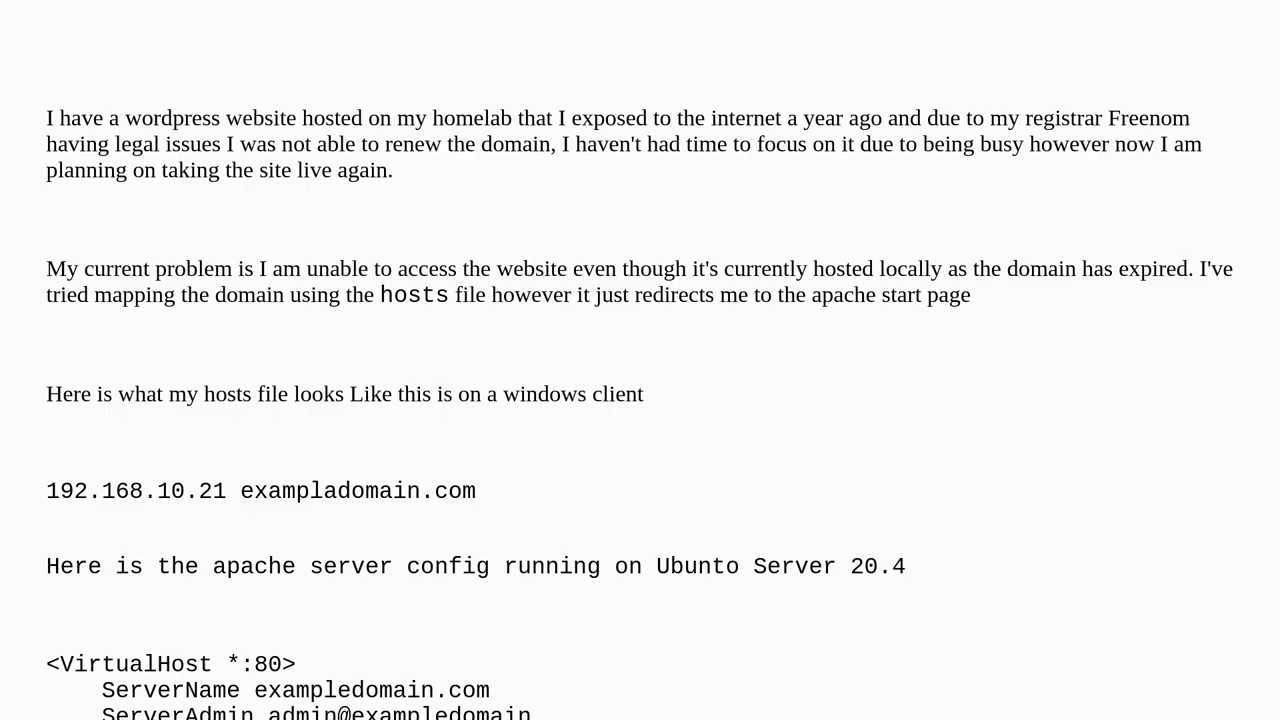 I have a wordpress website hosted on my homelab that I exposed to the internet a year ago and due to my registrar Freenom
having legal issues I was not able to renew the domain, I haven't had time to focus on it due to being busy however now I am
planning on taking the site live again.
My current problem is I am unable to access the website even though it's currently hosted locally as the domain has expired. I've
tried mapping the domain using the hosts file however it just redirects me to the apache start page
Here is what my hosts file looks Like this is on a windows client
192.168.10.21 exampladomain.com
Here is the apache server config running on Ubunto Server 20.4
<VirtualHost *:80>
    ServerName exampledomain.com
    ServerAdmin admin@exampledomain